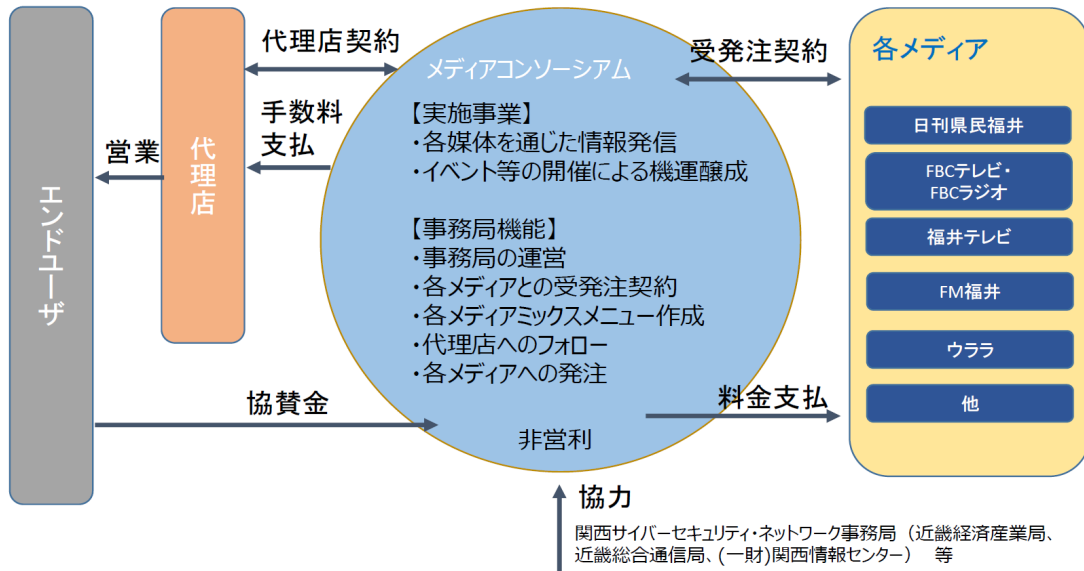 エンドユーザ
営業
代理店
代理店契約
手数料
支払
協賛金
メディアコンソーシアム
【実施事業】
・各媒体を通じた情報発信
・イベント等の開催による機運醸成
【事務局機能】
・事務局の運営
・各メディアとの受発注契約
・各メディアミックスメニュー作成
・代理店へのフォロー
・各メディアへの発注
非営利
受発注契約
料金支払
各メディア
日刊県民福井
FBCテレビ・
FBCラジオ
福井テレビ
FM福井
ウララ
他
協力
関西サイバーセキュリティ・ネットワーク事務局（近畿経済産業局、
近畿総合通信局、(一財)関西情報センター）　等